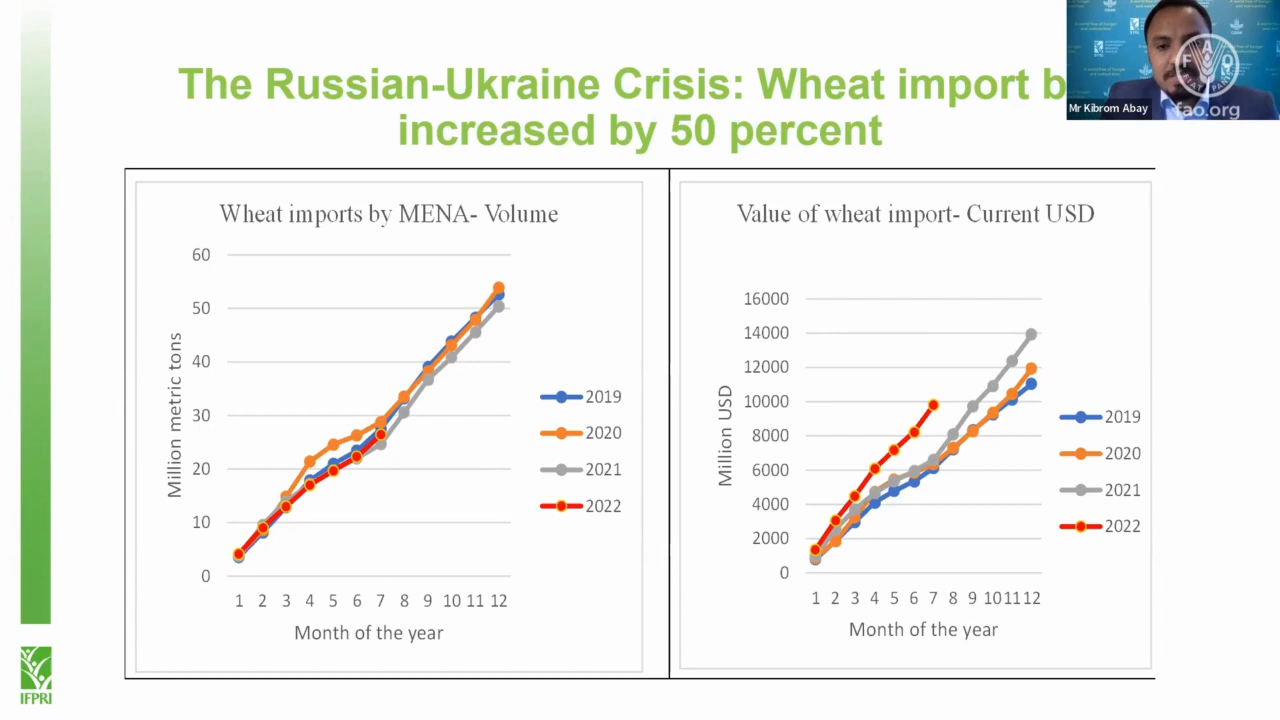 The Russian-Ukraine Crisis: Wheat import b
increased by 50 percent
Mr Kibrom Abay
FAO
FIAT PANIS
fao.org
Wheat imports by MENA- Volume
Million metric tons
60
50
40
30
20
10
0
1 2 3 4 5 6 7 8 9 10 11 12
Month of the year
2019
2020
2021
2022
Value of wheat import- Current USD
Million USD
16000
14000
12000
10000
8000
6000
4000
2000
0
1 2 3 4 5 6 7 8 9 10 11 12
Month of the year
2019
2020
2021
2022
IFPRI